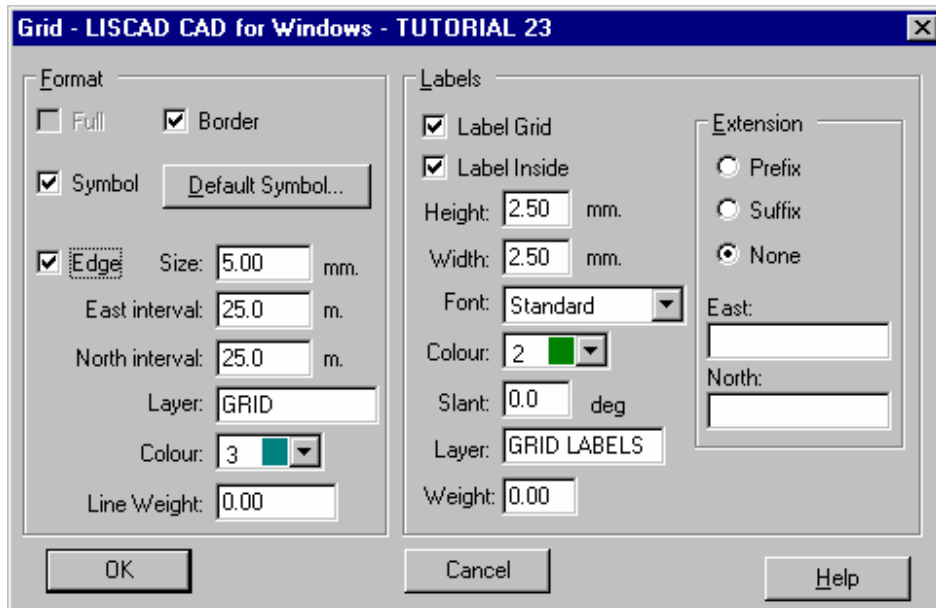 Grid - LISCAD CAD for Windows - TUTORIAL 23
Format
Full
Border
Symbol
Default Symbol...
Edge
Size: 5.00 mm.
East interval: 25.0 m.
North interval: 25.0 m.
Layer: GRID
Colour: 3
Line Weight: 0.00
Labels
Label Grid
Label Inside
Height: 2.50 mm.
Width: 2.50 mm.
Font: Standard
Colour: 2
Slant: 0.0 deg
Layer: GRID LABELS
Weight: 0.00
Extension
Prefix
Suffix
None
East:
North:
OK
Cancel
Help